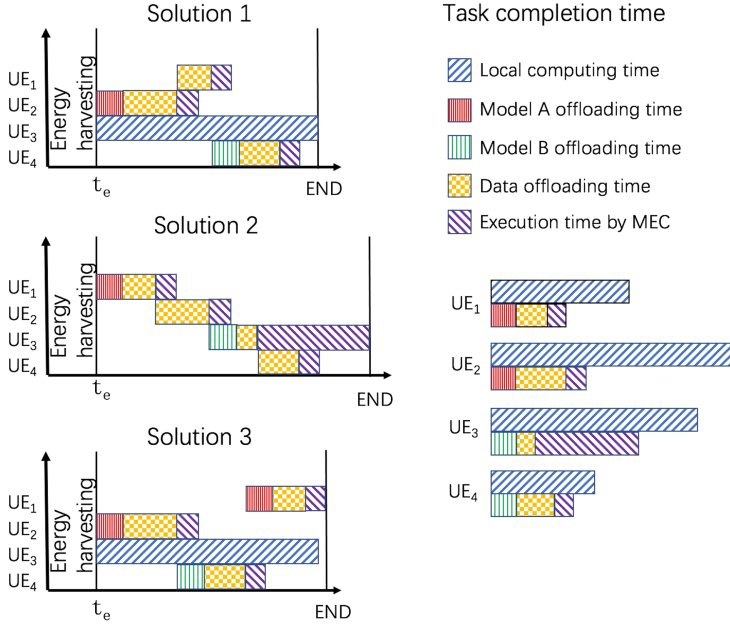 Solution 1
Energy harvesting
UE1
UE2
UE3
UE4
te
END
Solution 2
Energy harvesting
UE1
UE2
UE3
UE4
te
END
Solution 3
Energy harvesting
UE1
UE2
UE3
UE4
te
END
Task completion time
Local computing time
Model A offloading time
Model B offloading time
Data offloading time
Execution time by MEC
UE1
UE2
UE3
UE4